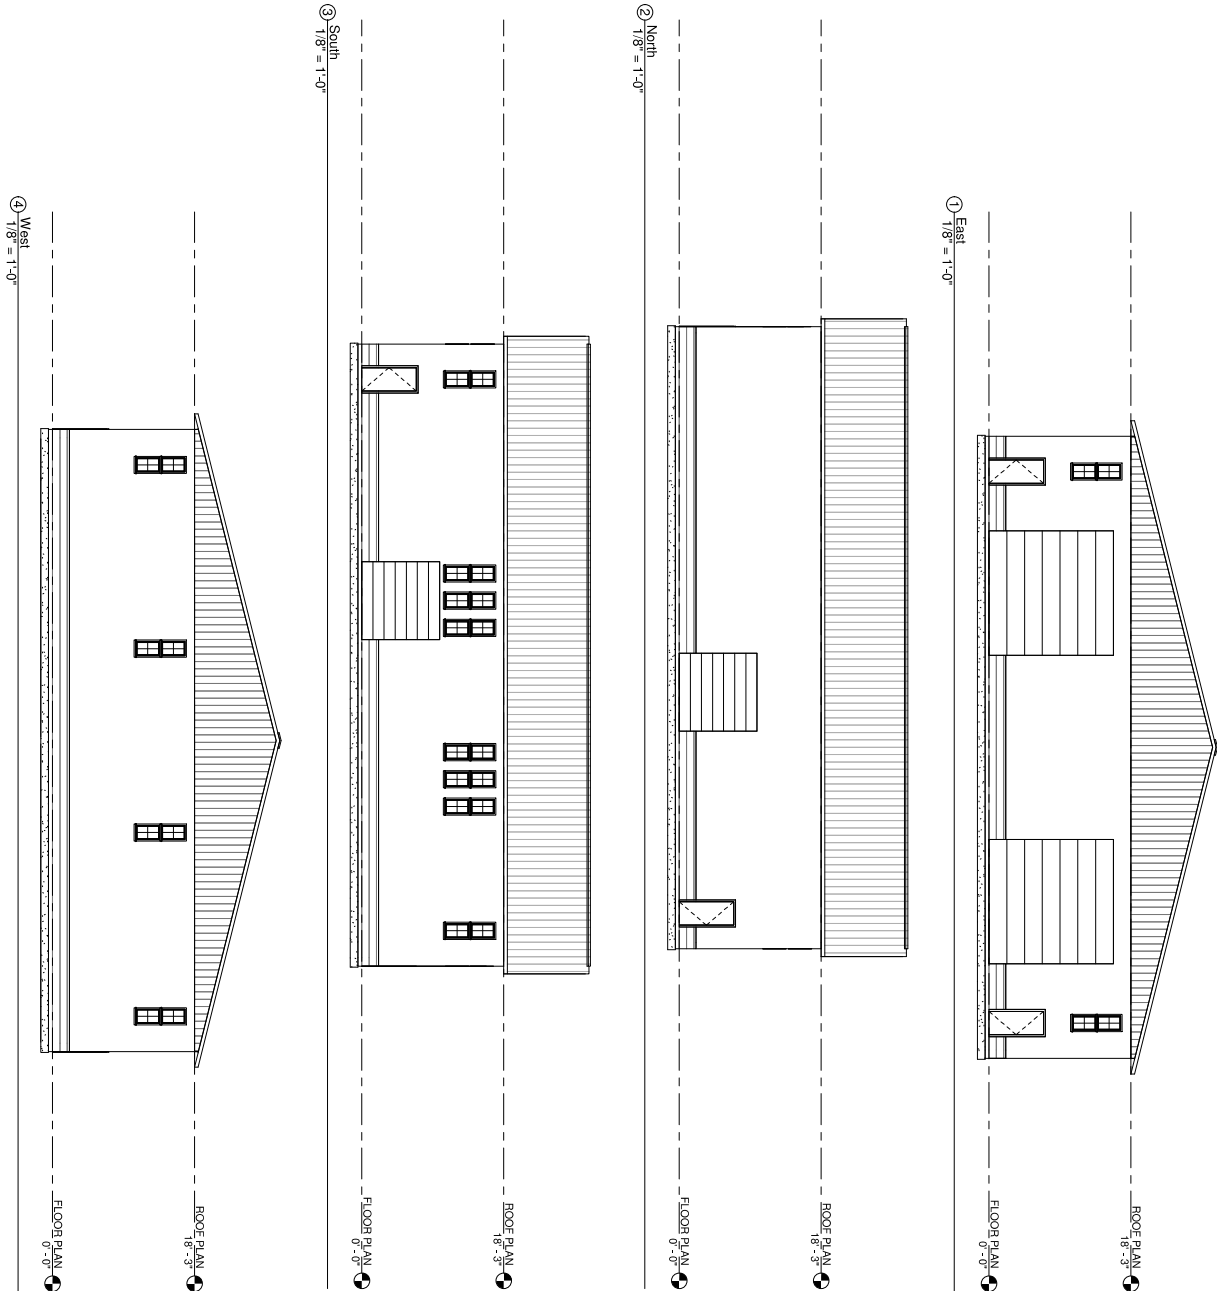 1
East
1/8" = 1'-0"
ROOF PLAN
18' - 3"
FLOOR PLAN
0' - 0"
2
North
1/8" = 1'-0"
ROOF PLAN
18' - 3"
FLOOR PLAN
0' - 0"
3
South
1/8" = 1'-0"
ROOF PLAN
18' - 3"
FLOOR PLAN
0' - 0"
4
West
1/8" = 1'-0"
ROOF PLAN
18' - 3"
FLOOR PLAN
0' - 0"